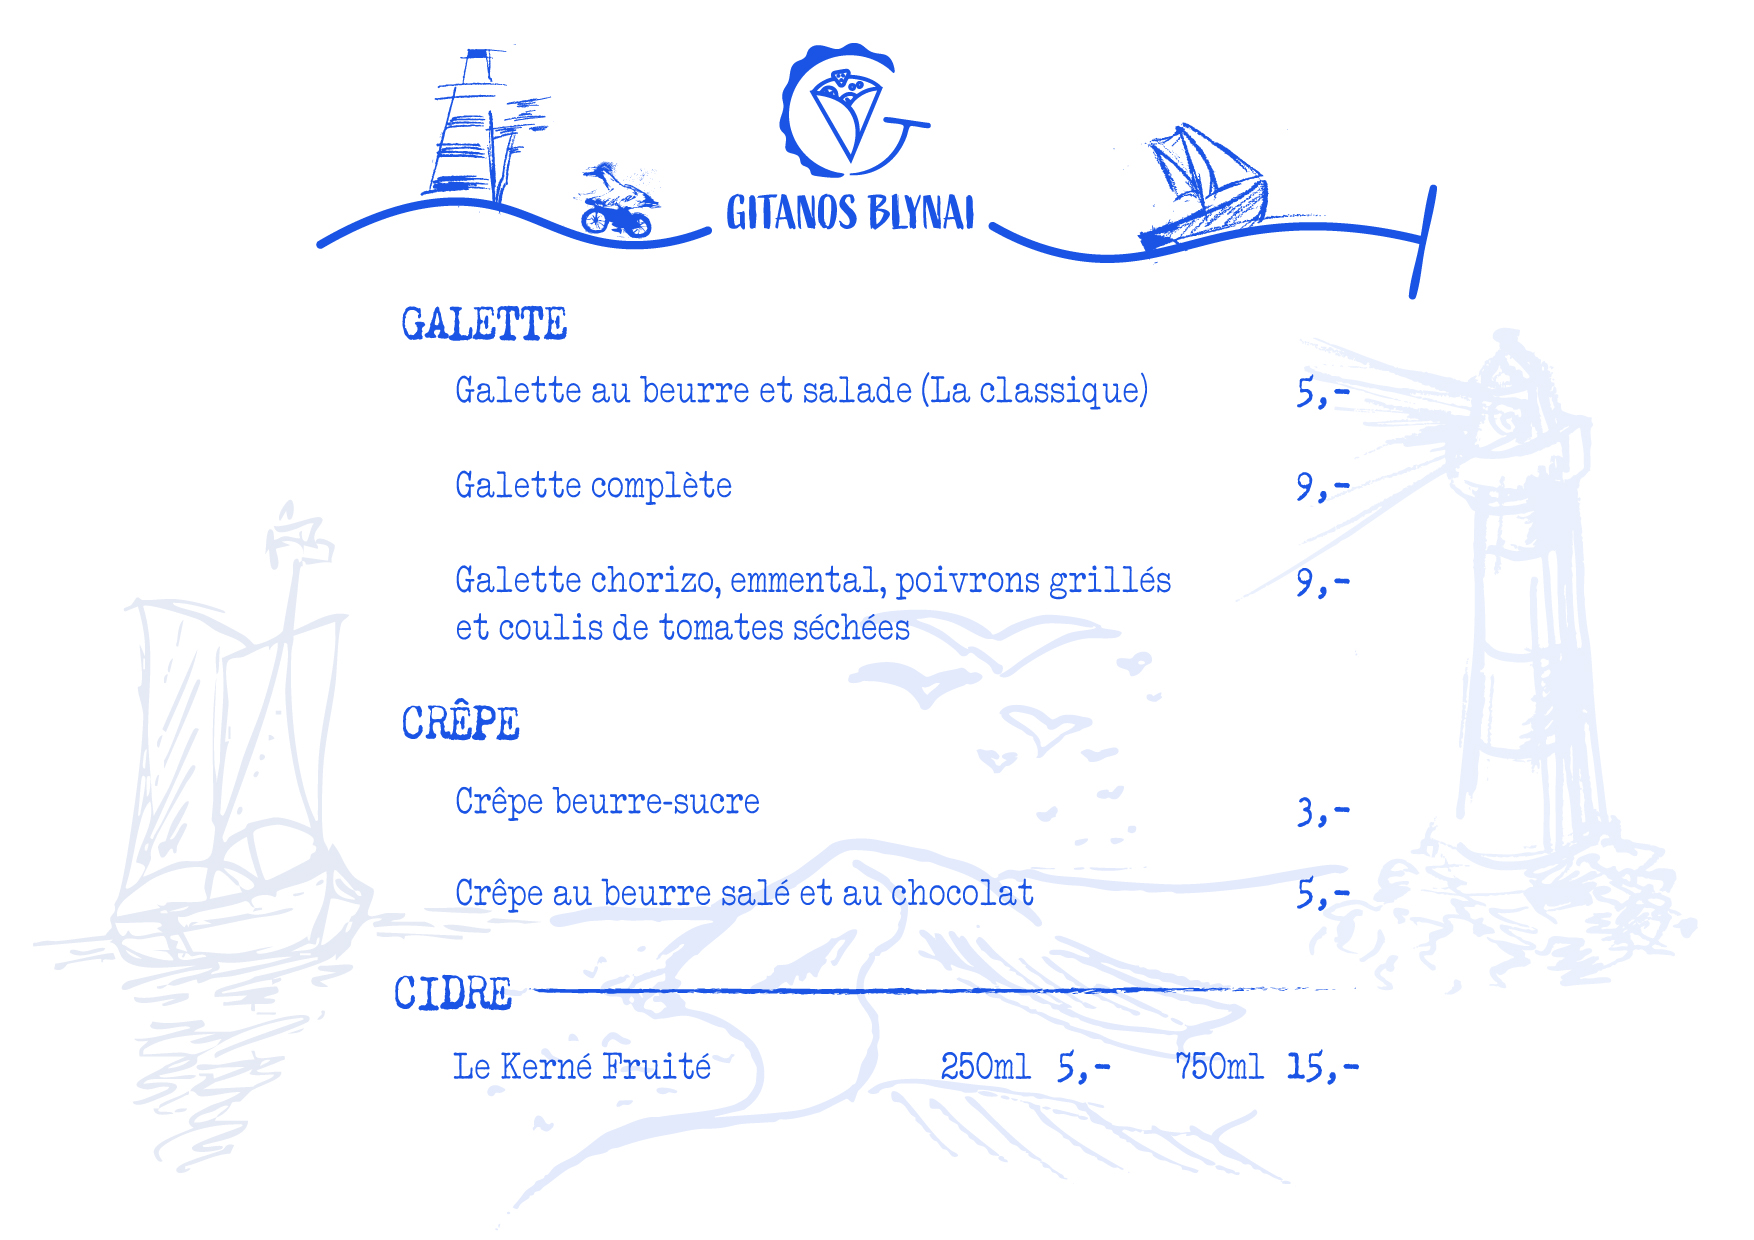 GITANOS BLYNAI
GALETTE
Galette au beurre et salade (La classique) 5,-
Galette complète 9,-
Galette chorizo, emmental, poivrons grillés 9,-
et coulis de tomates séchées
CRÊPE
Crêpe beurre-sucre 3,-
Crêpe au beurre salé et au chocolat 5,-
CIDRE
Le Kerné Fruité 250ml 5,- 750ml 15,-